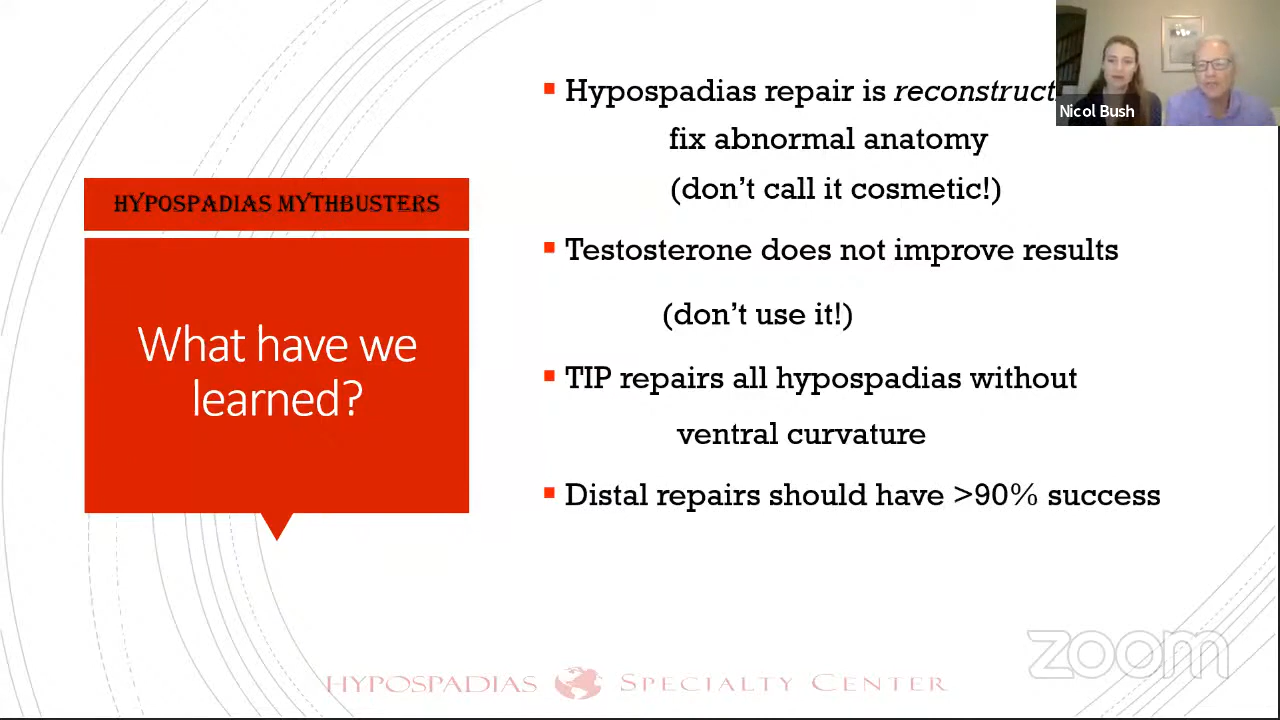 Hypospadias repair is reconstruct
Nicol Bush
fix abnormal anatomy
(don't call it cosmetic!)
HYPOSPADIAS MYTHBUSTERS
Testosterone does not improve results
(don't use it!)
What have we
learned?
TIP repairs all hypospadias without
ventral curvature
Distal repairs should have >90% success
zoom
HYPOSPADIAS SPECIALTY CENTER